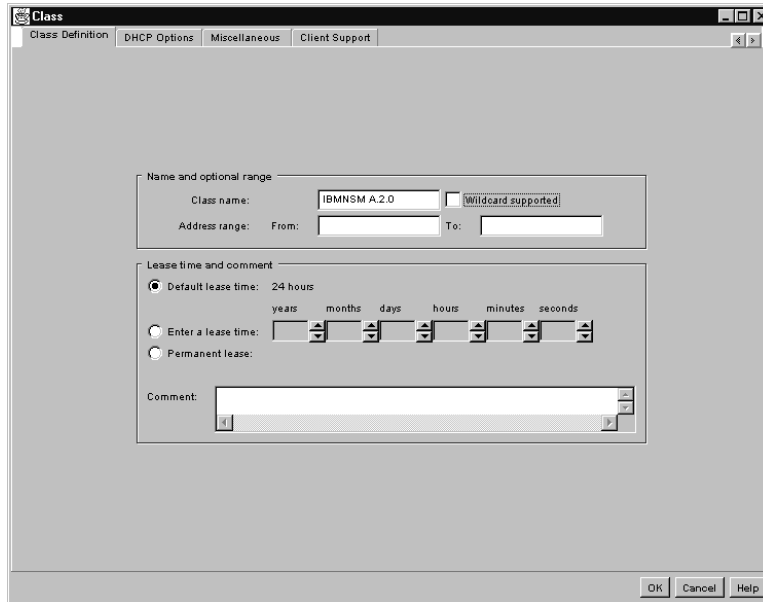 Class
Class Definition DHCP Options Miscellaneous Client Support
Name and optional range
Class name: IBMNSM A.2.0 Wildcard supported
Address range: From: To:
Lease time and comment
Default lease time: 24 hours
years months days hours minutes seconds
Enter a lease time:
Permanent lease:
Comment:
OK Cancel Help